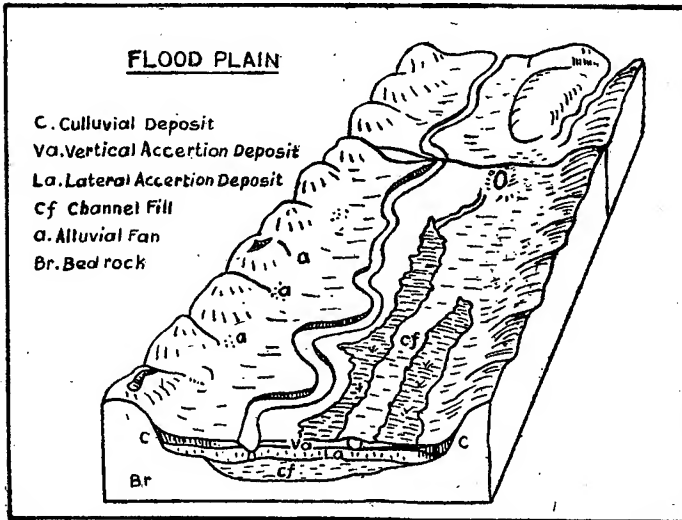 FLOOD PLAIN
C. Culluvial Deposit
Va. Vertical Accertion Deposit
La. Lateral Accertion Deposit
Cf Channel Fill
a. Alluvial Fan
Br. Bed rock
a
a
a
cf
C
Va
La
C
cf
Br